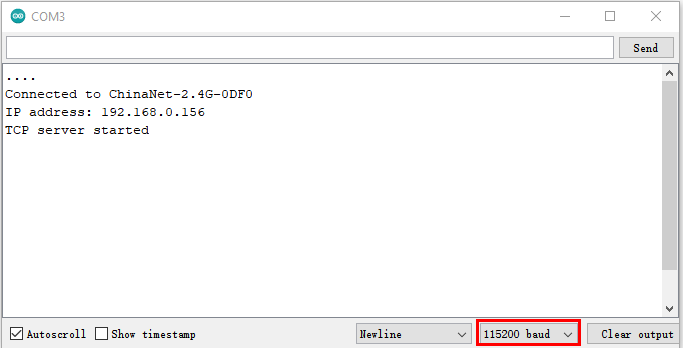 COM3
Send
....
Connected to ChinaNet-2.4G-0DF0
IP address: 192.168.0.156
TCP server started
Autoscroll Show timestamp Newline 115200 baud Clear output